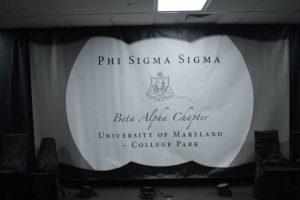 PHI SIGMA SIGMA
Beta Alpha Chapter
UNIVERSITY OF MARYLAND
– COLLEGE PARK